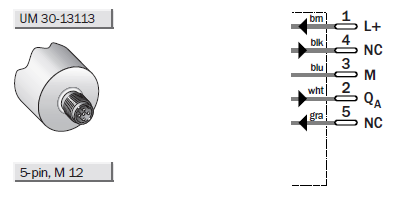 UM 30-13113
brn 1 L+
blk 4 NC
blu 3 M
wht 2 QA
gra 5 NC
5-pin, M 12